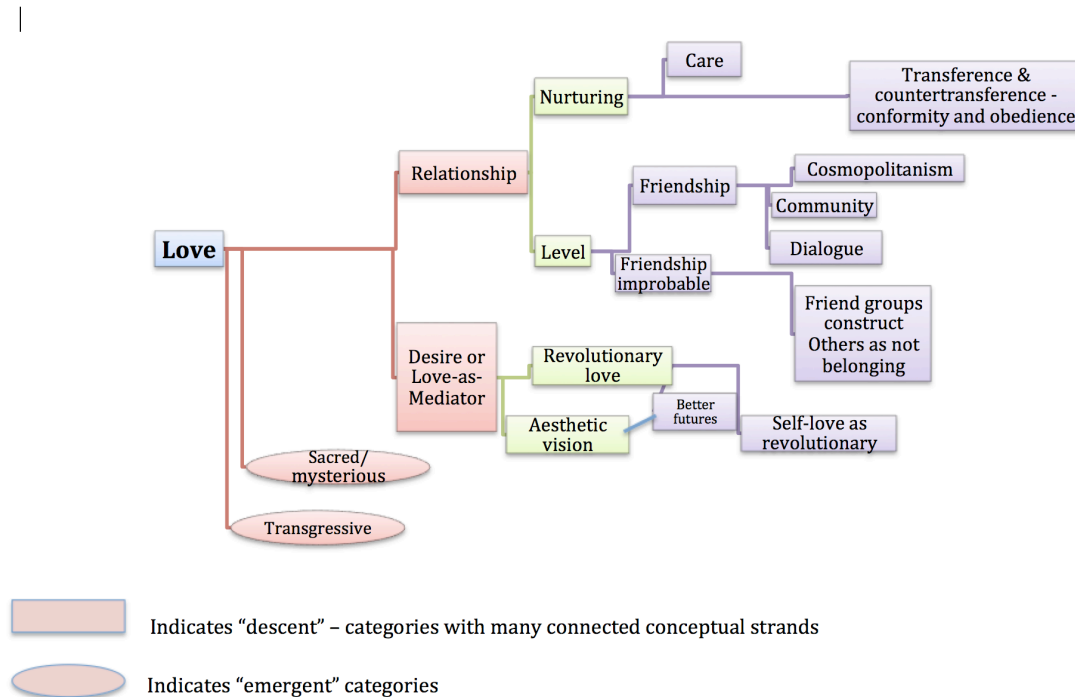 Care
Transference &
countertransference -
conformity and obedience
Nurturing
Relationship
Cosmopolitanism
Friendship
Community
Love
Level
Dialogue
Friendship
improbable
Friend groups
construct
Others as not
belonging
Desire or
Love-as-
Mediator
Revolutionary
love
Better
futures
Aesthetic
vision
Self-love as
revolutionary
Sacred/
mysterious
Transgressive
Indicates “descent” – categories with many connected conceptual strands
Indicates “emergent” categories